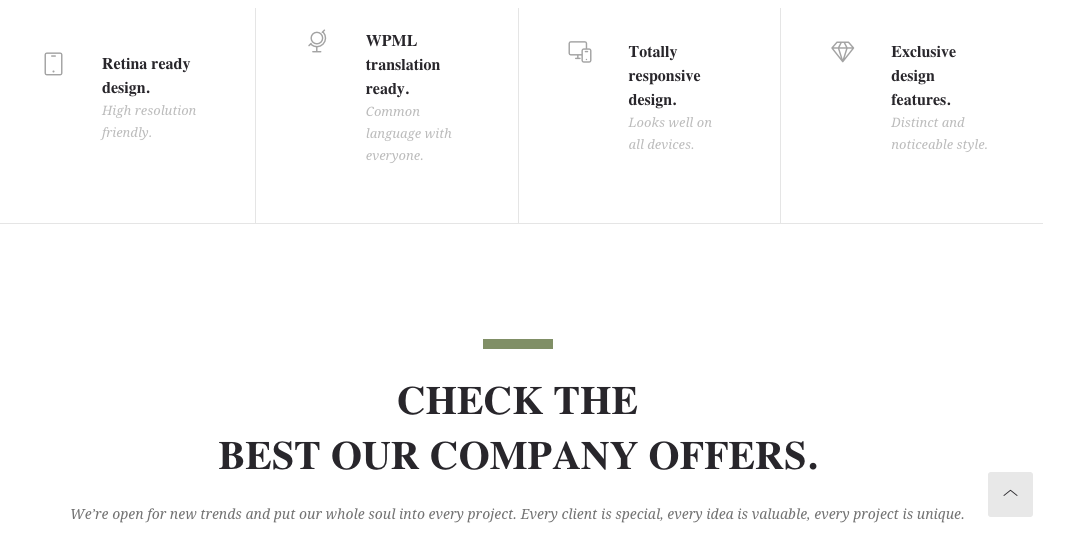 Retina ready
design.
High resolution
friendly.
WPML
translation
ready.
Common
language with
everyone.
Totally
responsive
design.
Looks well on
all devices.
Exclusive
design
features.
Distinct and
noticeable style.
CHECK THE
BEST OUR COMPANY OFFERS.
We're open for new trends and put our whole soul into every project. Every client is special, every idea is valuable, every project is unique.